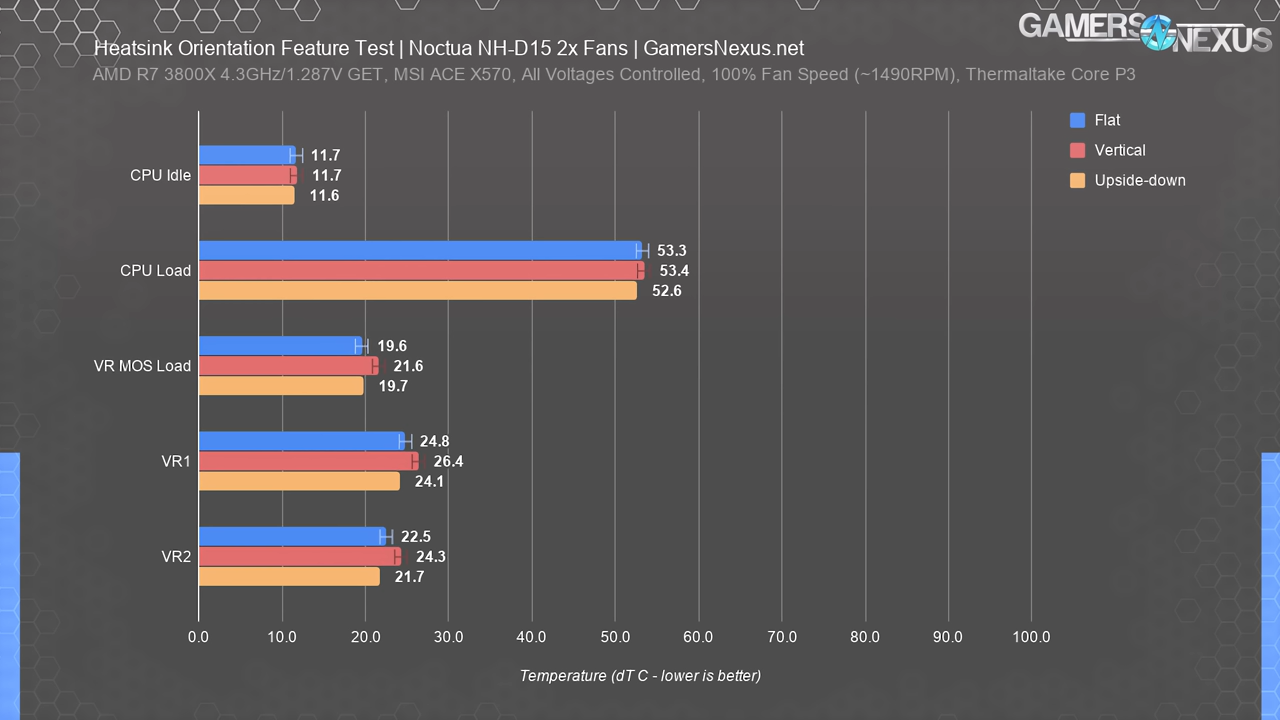 Heatsink Orientation Feature Test | Noctua NH-D15 2x Fans | GamersNexus.net
GAMERS NEXUS
AMD R7 3800X 4.3GHz/1.287V GET, MSI ACE X570, All Voltages Controlled, 100% Fan Speed (~1490RPM), Thermaltake Core P3
Flat
Vertical
Upside-down
CPU Idle
11.7
11.7
11.6
CPU Load
53.3
53.4
52.6
VR MOS Load
19.6
21.6
19.7
VR1
24.8
26.4
24.1
VR2
22.5
24.3
21.7
0.0 10.0 20.0 30.0 40.0 50.0 60.0 70.0 80.0 90.0 100.0
Temperature (dT C - lower is better)